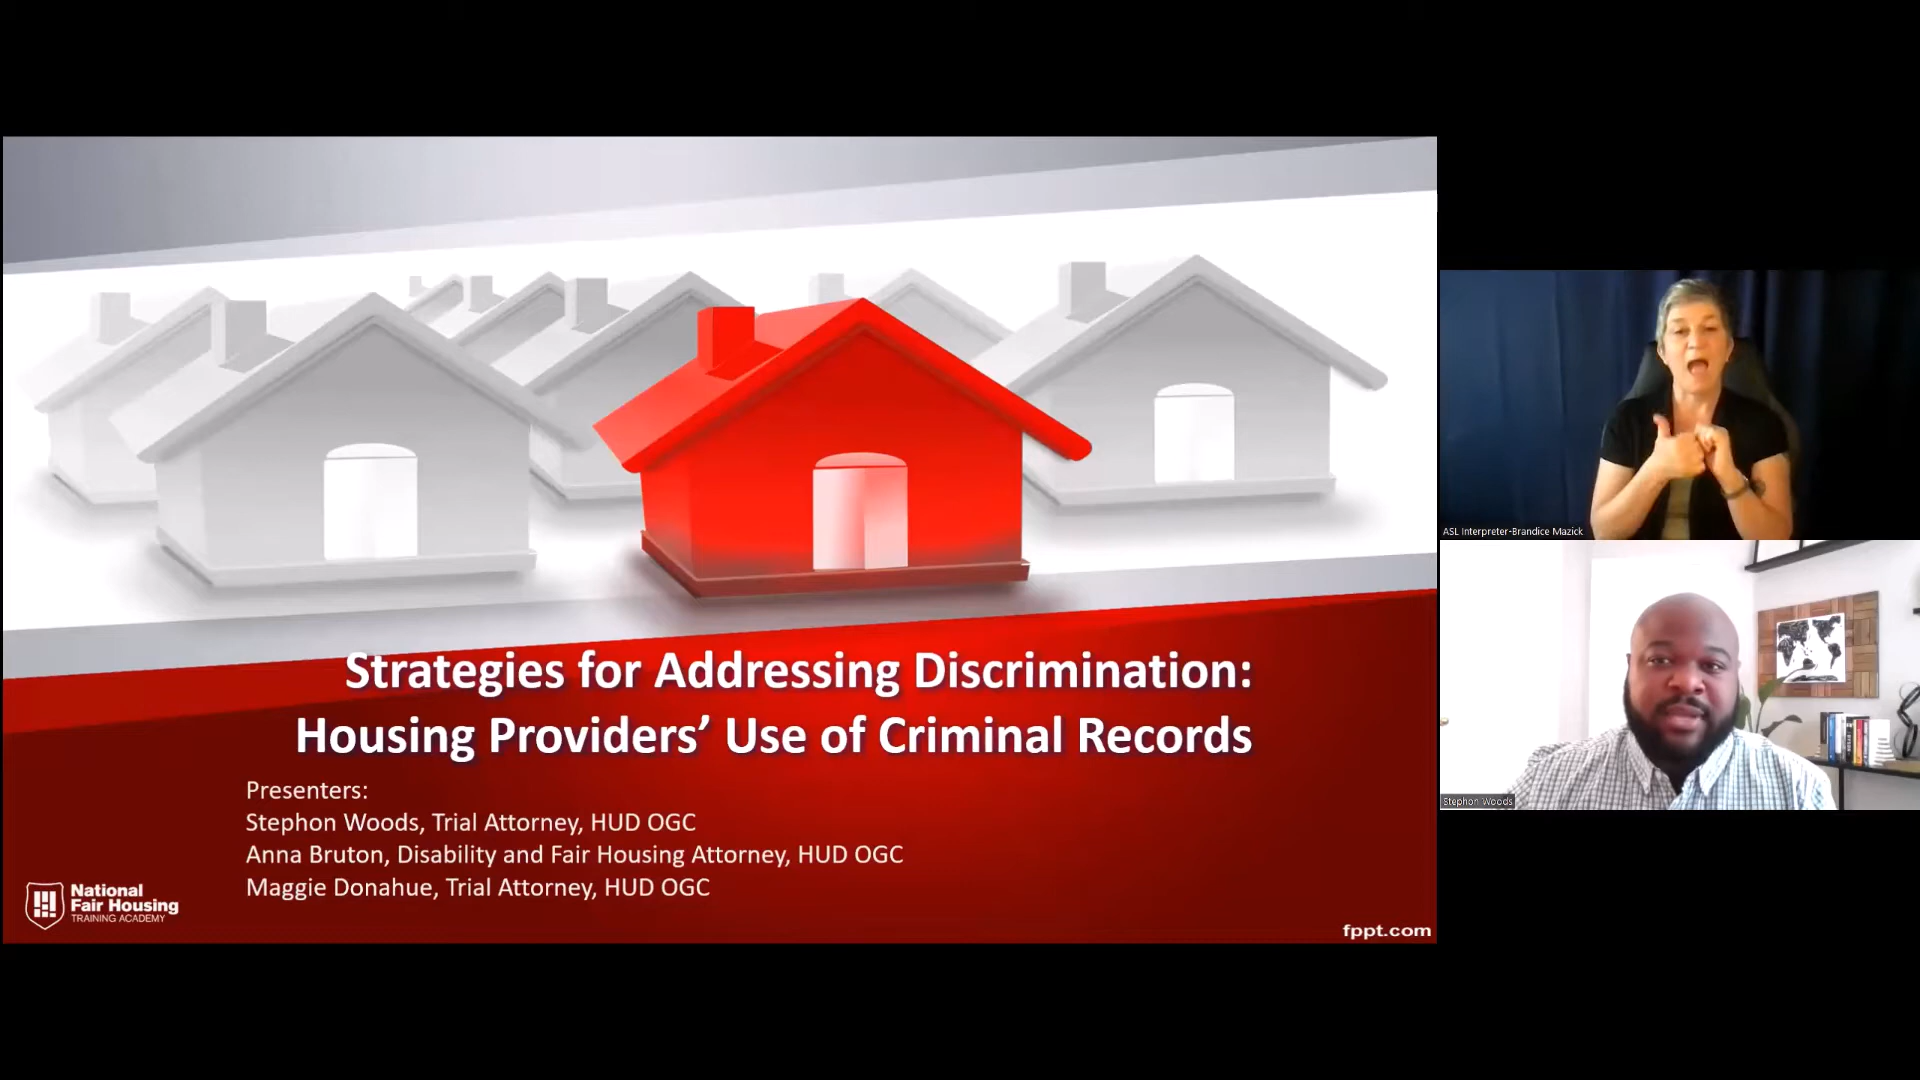 Strategies for Addressing Discrimination:
Housing Providers’ Use of Criminal Records
Presenters:
Stephon Woods, Trial Attorney, HUD OGC
Anna Bruton, Disability and Fair Housing Attorney, HUD OGC
Maggie Donahue, Trial Attorney, HUD OGC
National
Fair Housing
TRAINING ACADEMY
fppt.com
ASL Interpreter-Brandice Mazick
Stephon Woods